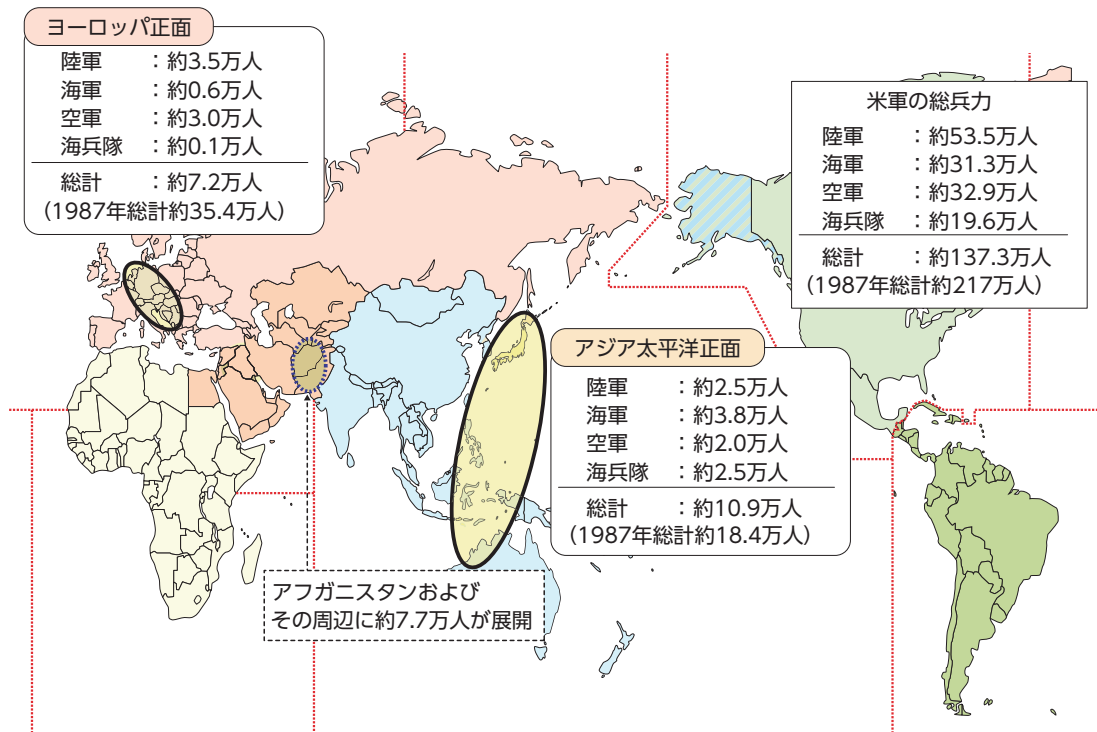 ヨーロッパ正面
陸軍 ：約3.5万人
海軍 ：約0.6万人
空軍 ：約3.0万人
海兵隊 ：約0.1万人
総計 ：約7.2万人
（1987年総計約35.4万人）
米軍の総兵力
陸軍 ：約53.5万人
海軍 ：約31.3万人
空軍 ：約32.9万人
海兵隊 ：約19.6万人
総計 ：約137.3万人
（1987年総計約217万人）
アジア太平洋正面
陸軍 ：約2.5万人
海軍 ：約3.8万人
空軍 ：約2.0万人
海兵隊 ：約2.5万人
総計 ：約10.9万人
（1987年総計約18.4万人）
アフガニスタンおよび
その周辺に約7.7万人が展開